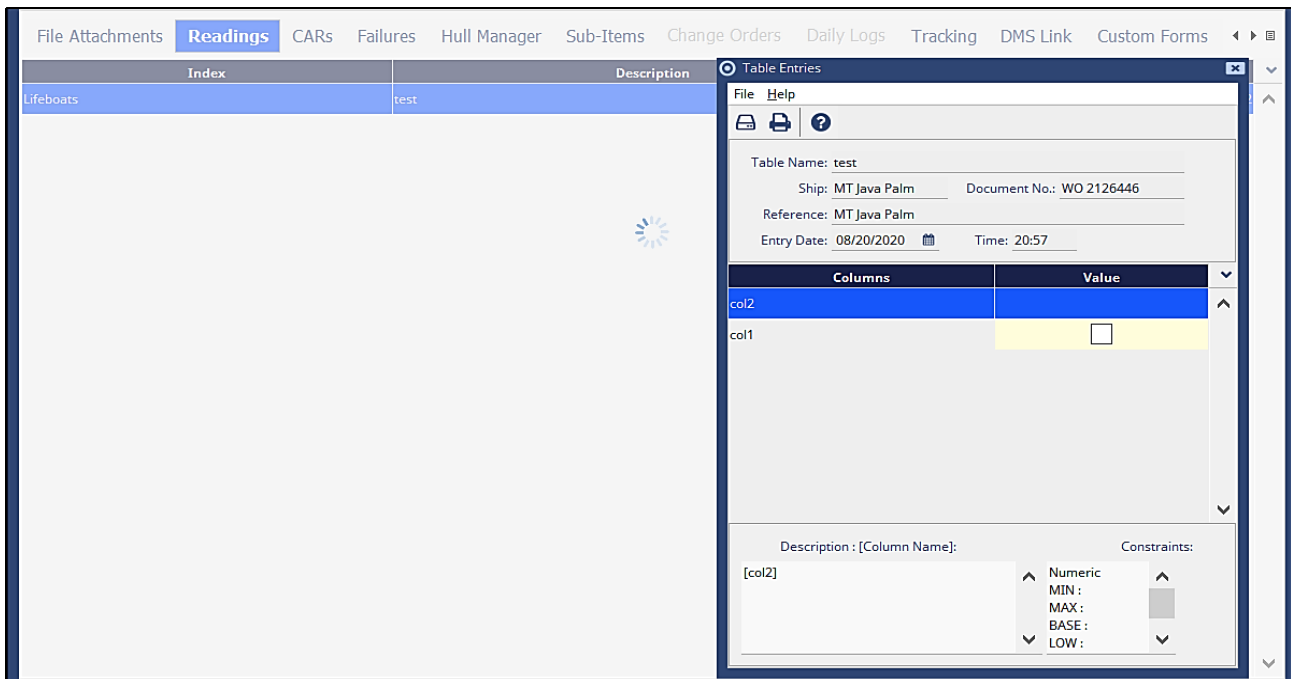 File Attachments Readings CARs Failures Hull Manager Sub-Items Change Orders Daily Logs Tracking DMS Link Custom Forms
Index Description
Lifeboats test
Table Entries
File Help
Table Name: test
Ship: MT Java Palm Document No.: WO 2126446
Reference: MT Java Palm
Entry Date: 08/20/2020 Time: 20:57
Columns Value
col2
col1
Description : [Column Name]: Constraints:
[col2]
Numeric
MIN :
MAX :
BASE :
LOW :